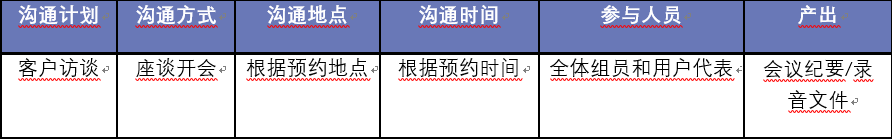 沟通计划 沟通方式 沟通地点 沟通时间 参与人员 产出
客户访谈 座谈开会 根据预约地点 根据预约时间 全体组员和用户代表 会议纪要/录
音文件